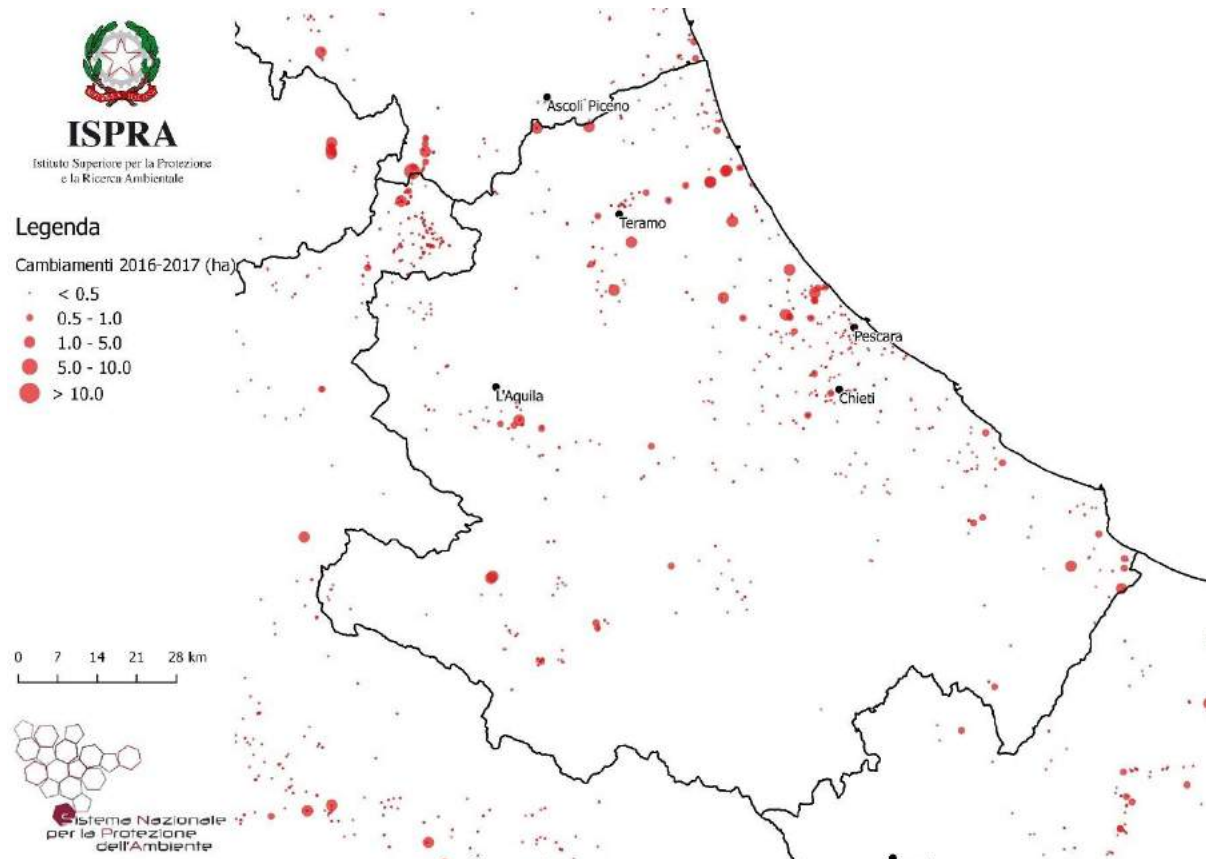 ISPRA
Istituto Superiore per la Protezione
e la Ricerca Ambientale
Legenda
Cambiamenti 2016-2017 (ha)
< 0.5
0.5 - 1.0
1.0 - 5.0
5.0 - 10.0
> 10.0
Ascoli Piceno
Teramo
Pescara
L'Aquila
Chieti
0 7 14 21 28 km
Sistema Nazionale
per la Protezione
dell'Ambiente